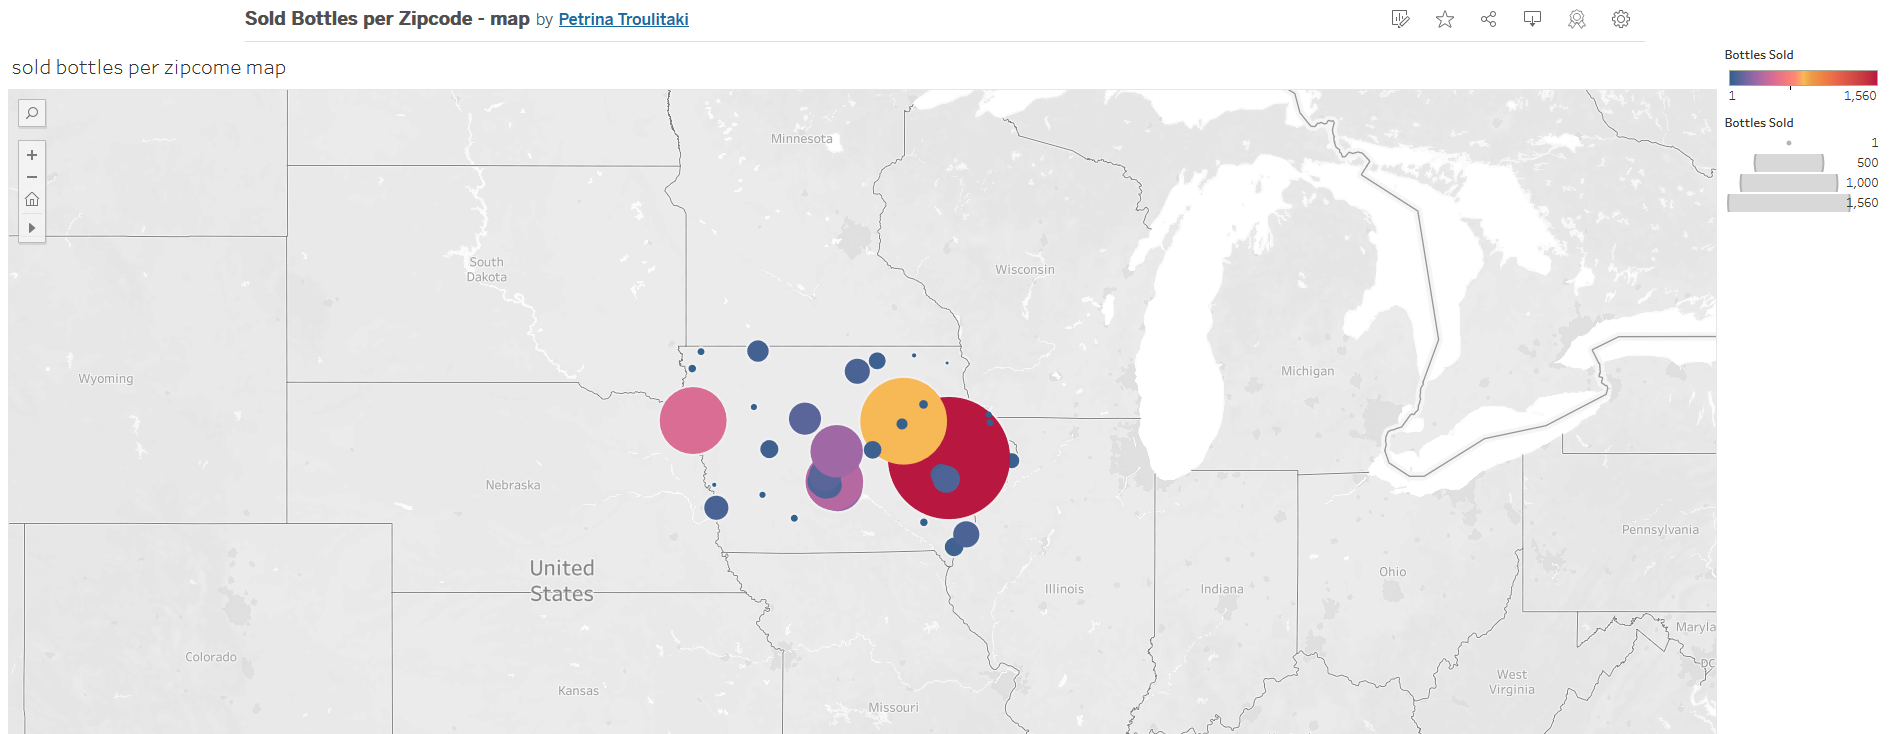 Sold Bottles per Zipcode - map by Petrina Troulitaki
sold bottles per zipcome map
Bottles Sold
1 1,560
Bottles Sold
1
500
1,000
1,560
Minnesota
South
Dakota
Wisconsin
Wyoming
Michigan
Nebraska
Pennsylvania
United
States
Illinois
Indiana
Ohio
Maryla
Colorado
DC
West
Virginia
Kansas
Missouri